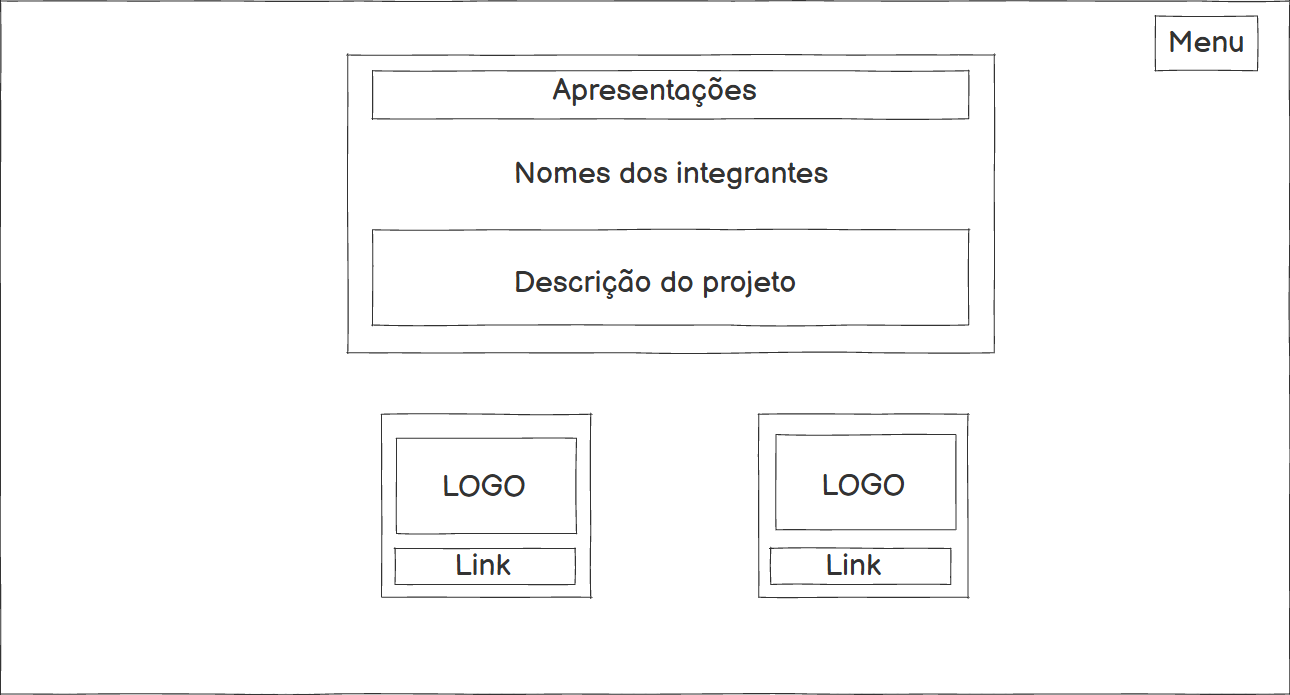 Menu
Apresentações
Nomes dos integrantes
Descrição do projeto
LOGO
Link
LOGO
Link